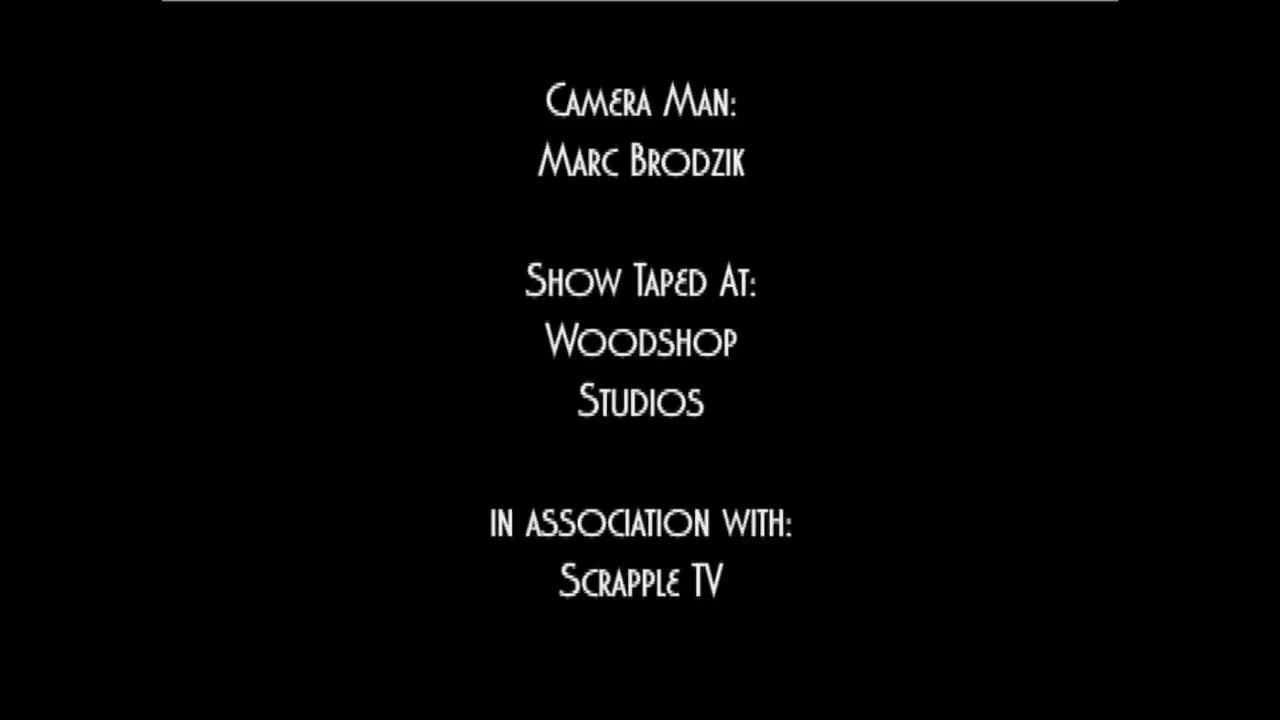 Camera Man:
Marc Brodzik
Show Taped At:
Woodshop
Studios
in association with:
Scrapple TV